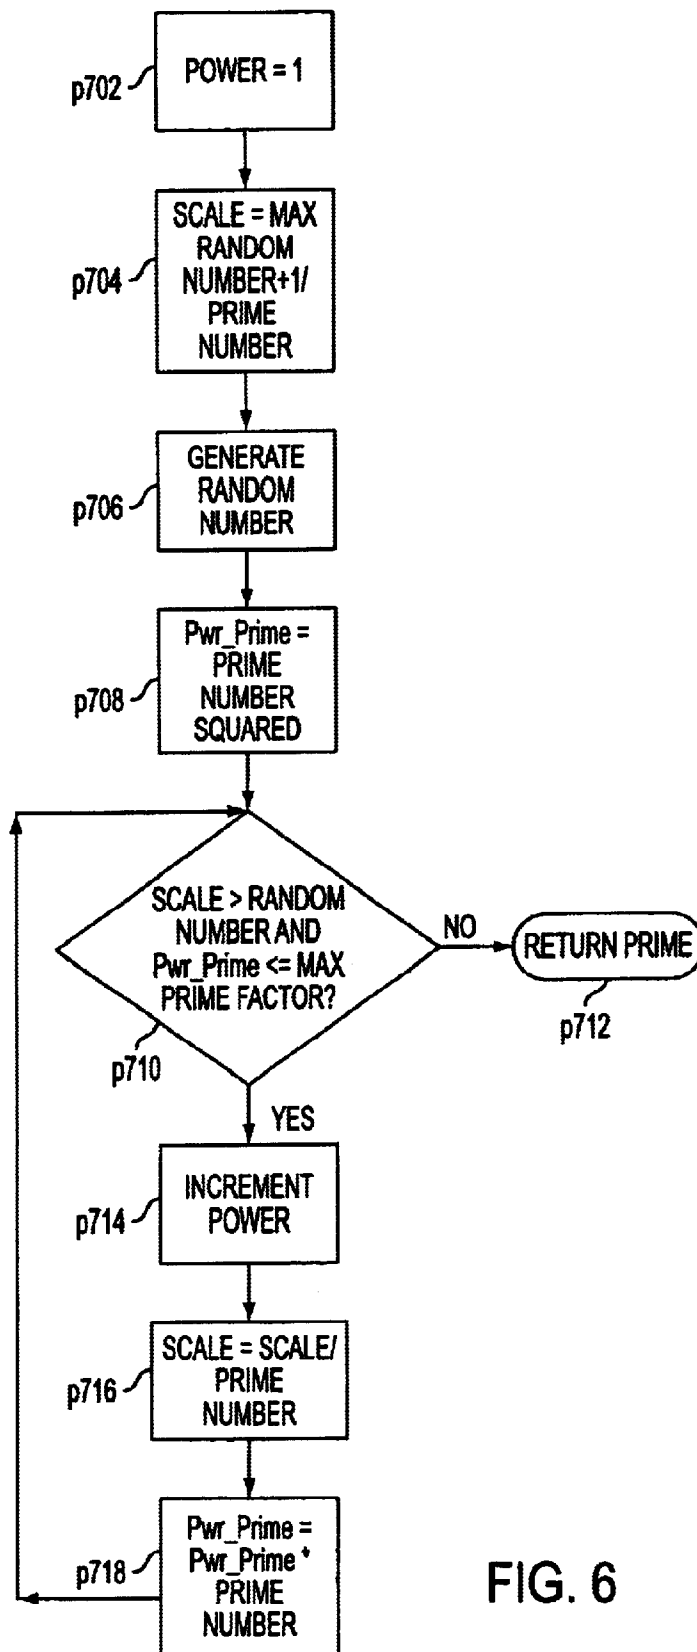 p702
POWER = 1
p704
SCALE = MAX
RANDOM
NUMBER+1/
PRIME
NUMBER
p706
GENERATE
RANDOM
NUMBER
p708
Pwr_Prime =
PRIME
NUMBER
SQUARED
SCALE > RANDOM
NUMBER AND
Pwr_Prime <= MAX
PRIME FACTOR?
p710
NO
RETURN PRIME
p712
YES
p714
INCREMENT
POWER
p716
SCALE = SCALE/
PRIME
NUMBER
p718
Pwr_Prime =
Pwr_Prime *
PRIME
NUMBER
FIG. 6